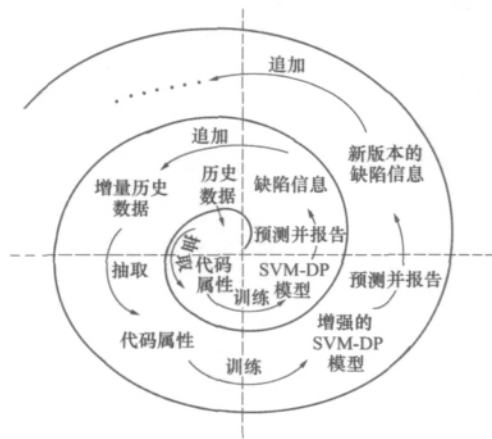 追加
新版本的
缺陷信息
追加
历史
数据
缺陷信息
增量历史
数据
抽取
代码
属性
预测并报告
SVM-DP
模型
训练
抽取
预测并报告
代码属性
增强的
SVM-DP
模型
训练